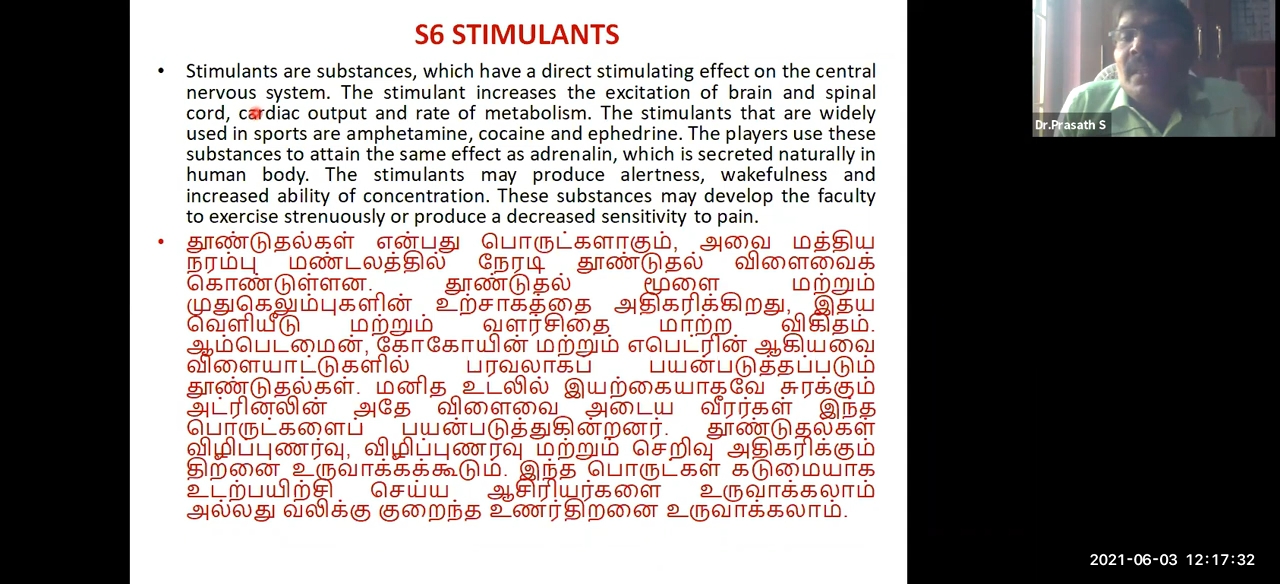 S6 STIMULANTS
• Stimulants are substances, which have a direct stimulating effect on the central
nervous system. The stimulant increases the excitation of brain and spinal
cord, cardiac output and rate of metabolism. The stimulants that are widely
used in sports are amphetamine, cocaine and ephedrine. The players use these
substances to attain the same effect as adrenalin, which is secreted naturally in
human body. The stimulants may produce alertness, wakefulness and
increased ability of concentration. These substances may develop the faculty
to exercise strenuously or produce a decreased sensitivity to pain.
• தூண்டுதல்கள் என்பது பொருட்களாகும், அவை மத்திய
நரம்பு மண்டலத்தில் நேரடி தூண்டுதல் விளைவைக்
கொண்டுள்ளன. தூண்டுதல் மூளை மற்றும்
முதுகெலும்புகளின் உற்சாகத்தை அதிகரிக்கிறது, இதய
வெளியீடு மற்றும் வளர்சிதை மாற்ற விகிதம்.
ஆம்பெடமைன், கோகோயின் மற்றும் எபெட்ரின் ஆகியவை
விளையாட்டுகளில் பரவலாகப் பயன்படுத்தப்படும்
தூண்டுதல்கள். மனித உடலில் இயற்கையாகவே சுரக்கும்
அட்ரினலின் அதே விளைவை அடைய வீரர்கள் இந்த
பொருட்களைப் பயன்படுத்துகின்றனர். தூண்டுதல்கள்
விழிப்புணர்வு, விழிப்புணர்வு மற்றும் செறிவு அதிகரிக்கும்
திறனை உருவாக்கக்கூடும். இந்த பொருட்கள் கடுமையாக
உடற்பயிற்சி செய்ய ஆசிரியர்களை உருவாக்கலாம்
அல்லது வலிக்கு குறைந்த உணர்திறனை உருவாக்கலாம்.
Dr.Prasath S
2021-06-03 12:17:32